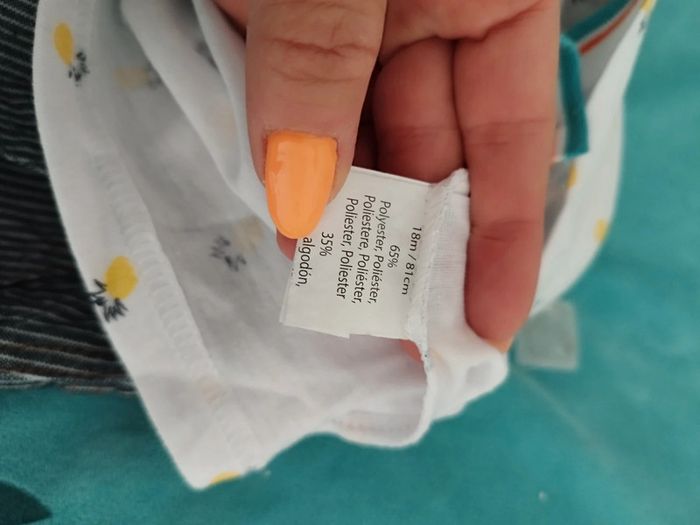 18m / 81cm
65%
Polyester, Poliéster,
Poliestere, Poliéster,
Poliester, Poliester
35%
algodón,